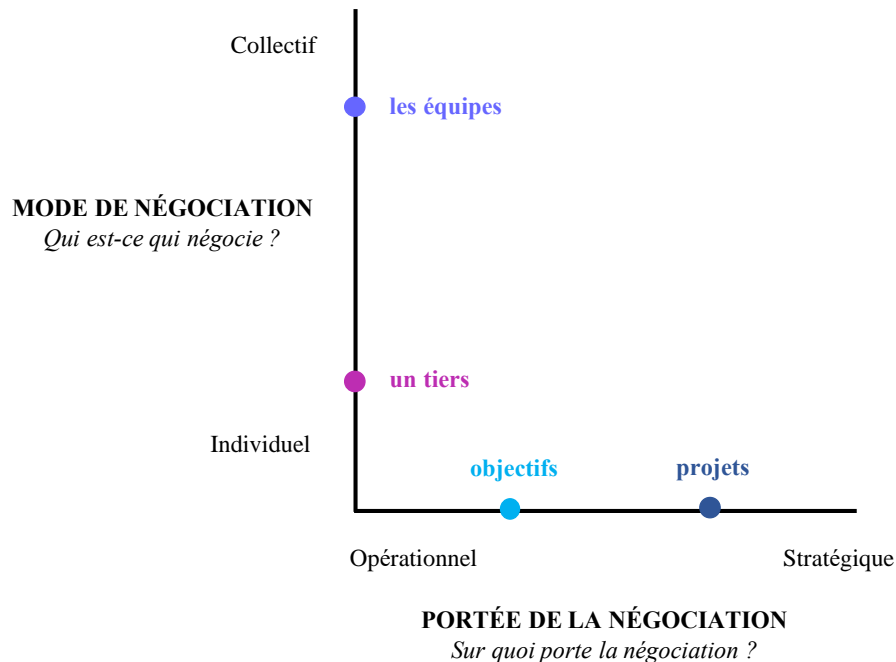 Collectif
les équipes
MODE DE NÉGOCIATION
Qui est-ce qui négocie ?
un tiers
Individuel
objectifs
projets
Opérationnel
Stratégique
PORTÉE DE LA NÉGOCIATION
Sur quoi porte la négociation ?